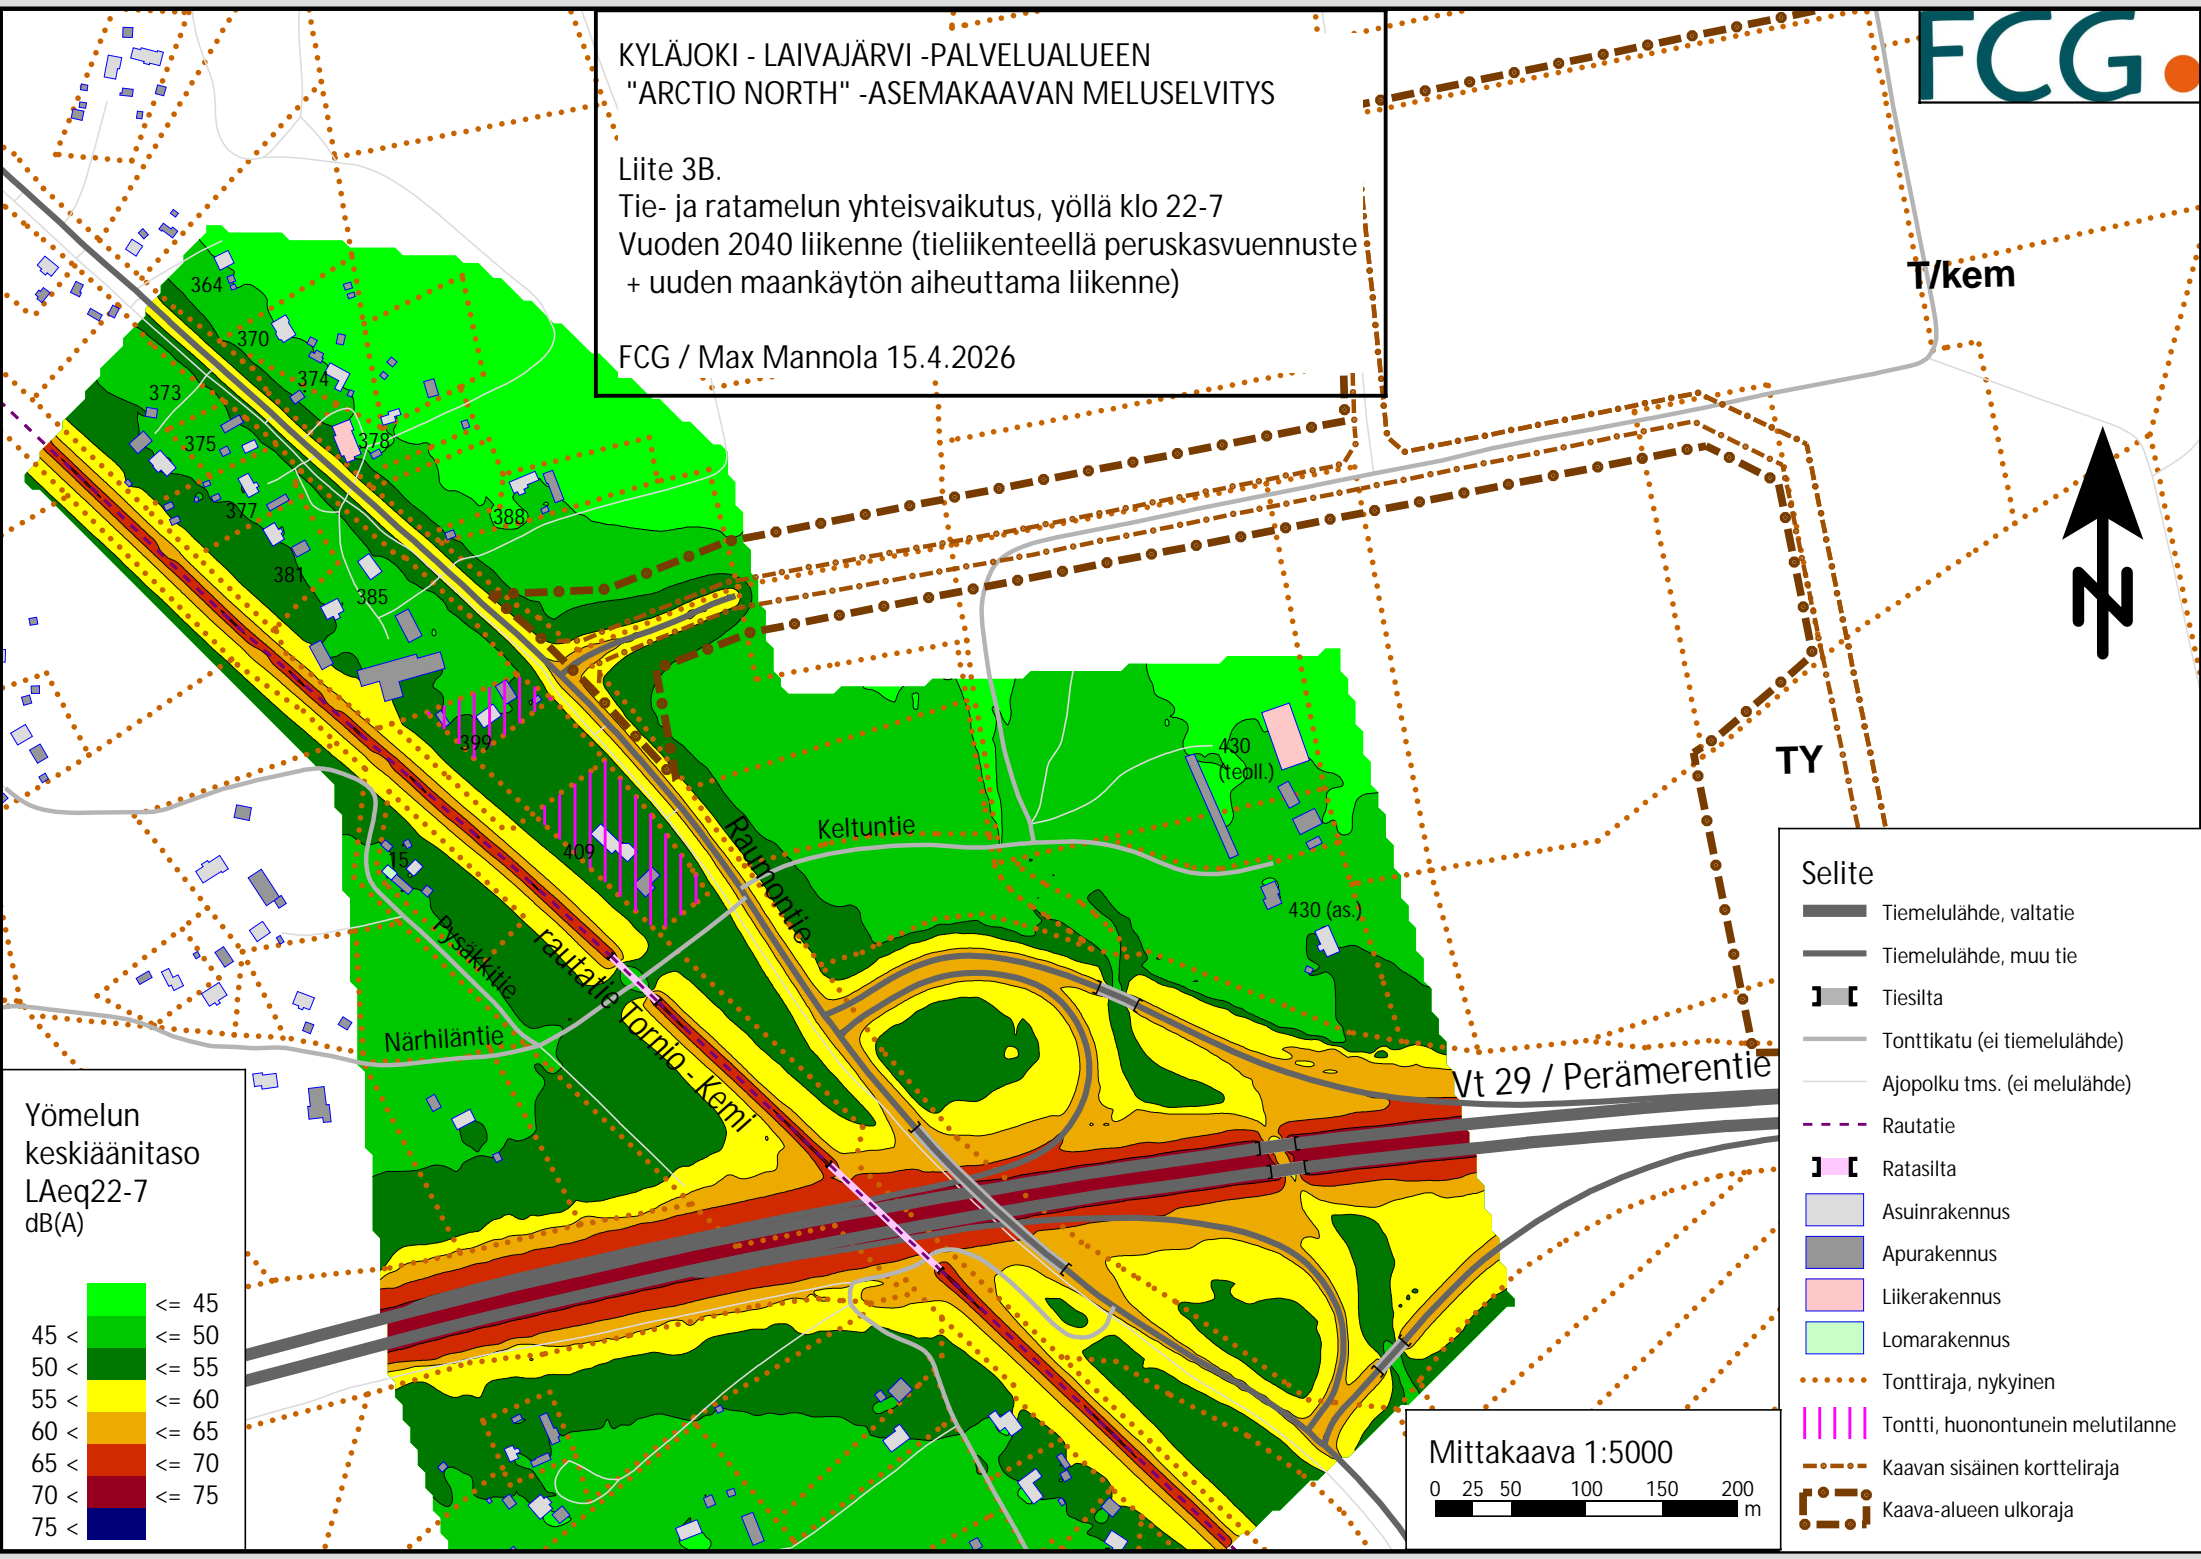 KYLÄJOKI - LAIVAJÄRVI -PALVELUALUEEN
"ARCTIO NORTH" -ASEMAKAAVAN MELUSELVITYS
Liite 3B.
Tie- ja ratamelun yhteisvaikutus, yöllä klo 22-7
Vuoden 2040 liikenne (tieliikenteellä peruskasvuennuste
+ uuden maankäytön aiheuttama liikenne)
FCG / Max Mannola 15.4.2026
FCG
T/kem
364
370
373
374
375
378
377
388
381
385
N
399
430
(teoll.)
TY
409
15
Raumontie
Keltuntie
430 (as.)
Pysäkkitie
rautatie Tornio - Kemi
Närhiläntie
Vt 29 / Perämerentie
Yömelun
keskiäänitaso
LAeq22-7
dB(A)
<= 45
45 < <= 50
50 < <= 55
55 < <= 60
60 < <= 65
65 < <= 70
70 < <= 75
75 <
Mittakaava 1:5000
0 25 50 100 150 200
m
Selite
Tiemelulähde, valtatie
Tiemelulähde, muu tie
Tiesilta
Tonttikatu (ei tiemelulähde)
Ajopolku tms. (ei melulähde)
Rautatie
Ratasilta
Asuinrakennus
Apurakennus
Liikerakennus
Lomarakennus
Tonttiraja, nykyinen
Tontti, huonontunein melutilanne
Kaavan sisäinen kortteliraja
Kaava-alueen ulkoraja